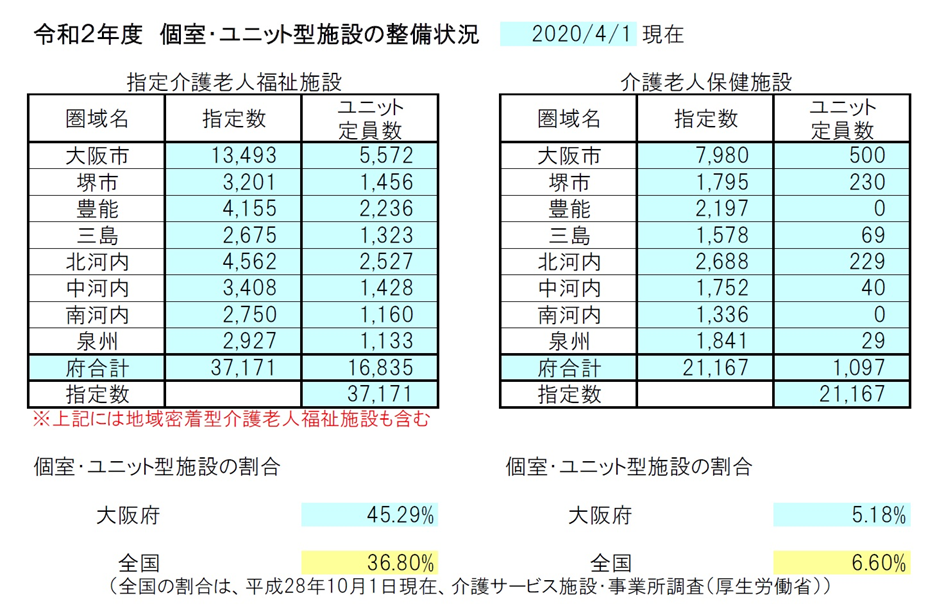 令和２年度　個室・ユニット型施設の整備状況　2020/4/1 現在
指定介護老人福祉施設
圏域名　指定数　ユニット定員数
大阪市　13,493　5,572
堺市　3,201　1,456
豊能　4,155　2,236
三島　2,675　1,323
北河内　4,562　2,527
中河内　3,408　1,428
南河内　2,750　1,160
泉州　2,927　1,133
府合計　37,171　16,835
指定数　37,171
※上記には地域密着型介護老人福祉施設も含む
個室・ユニット型施設の割合
大阪府　45.29%
全国　36.80%
介護老人保健施設
圏域名　指定数　ユニット定員数
大阪市　7,980　500
堺市　1,795　230
豊能　2,197　0
三島　1,578　69
北河内　2,688　229
中河内　1,752　40
南河内　1,336　0
泉州　1,841　29
府合計　21,167　1,097
指定数　21,167
個室・ユニット型施設の割合
大阪府　5.18%
全国　6.60%
（全国の割合は、平成28年10月1日現在、介護サービス施設・事業所調査（厚生労働省））